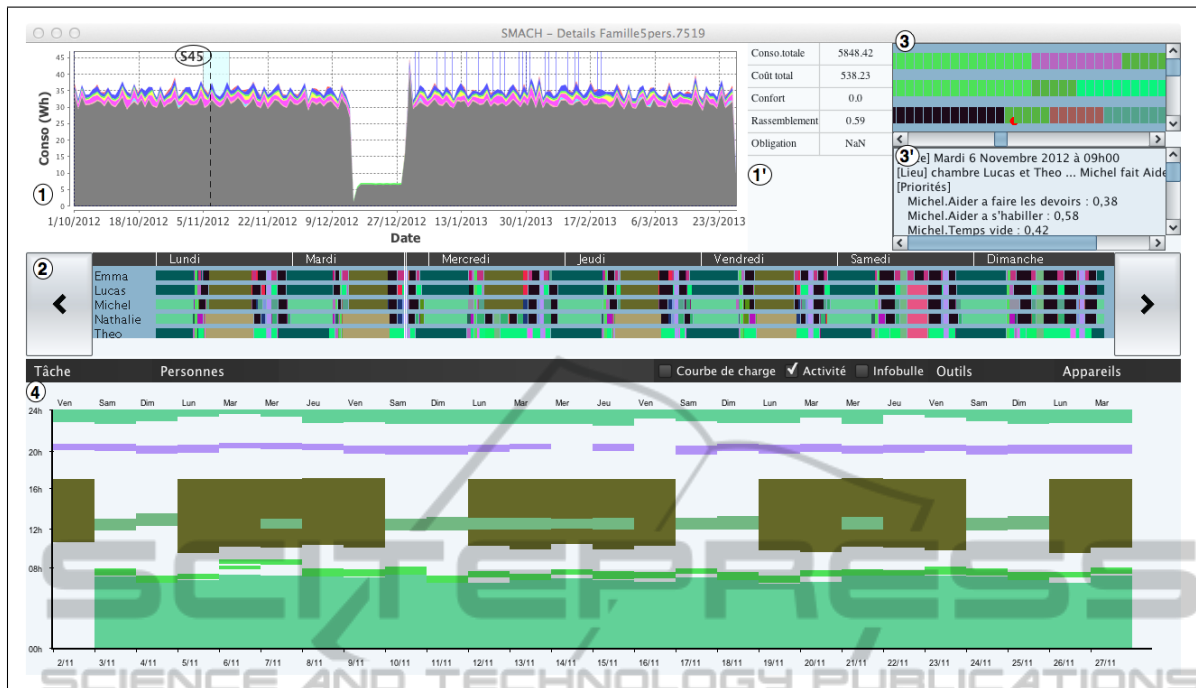 SMACH - Details Famille5pers.7519
S45
Conso (Wh)
45
40
35
30
25
20
15
10
5
0
1
1/10/2012 18/10/2012 5/11/2012 22/11/2012 9/12/2012 27/12/2012 13/1/2013 30/1/2013 17/2/2013 6/3/2013 23/3/2013
Date
Conso.totale 5848.42
Coût total 538.23
Confort 0.0
Rassemblement 0.59
Obligation NaN
1'
3
3'
e] Mardi 6 Novembre 2012 à 09h00
[Lieu] chambre Lucas et Theo ... Michel fait Aide
[Priorités]
Michel.Aider a faire les devoirs : 0,38
Michel.Aider a s'habiller : 0,58
Michel.Temps vide : 0,42
2
Lundi Mardi Mercredi Jeudi Vendredi Samedi Dimanche
Emma
Lucas
Michel
Nathalie
Theo
Tâche Personnes Courbe de charge Activité Infobulle Outils Appareils
4
Ven Sam Dim Lun Mar Mer Jeu Ven Sam Dim Lun Mar Mer Jeu Ven Sam Dim Lun Mar Mer Jeu Ven Sam Dim Lun Mar
24h
20h
16h
12h
08h
00h
2/11 3/11 4/11 5/11 6/11 7/11 8/11 9/11 10/11 11/11 12/11 13/11 14/11 15/11 16/11 17/11 18/11 19/11 20/11 21/11 22/11 23/11 24/11 25/11 26/11 27/11
SCITEPRESS
SCIENCE AND TECHNOLOGY PUBLICATIONS